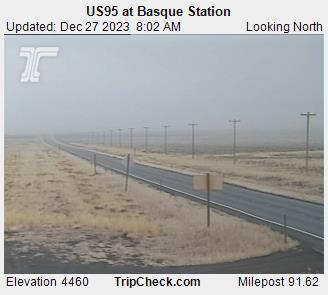 US95 at Basque Station
Updated: Dec 27 2023 8:02 AM Looking North
Elevation 4460 TripCheck.com Milepost 91.62